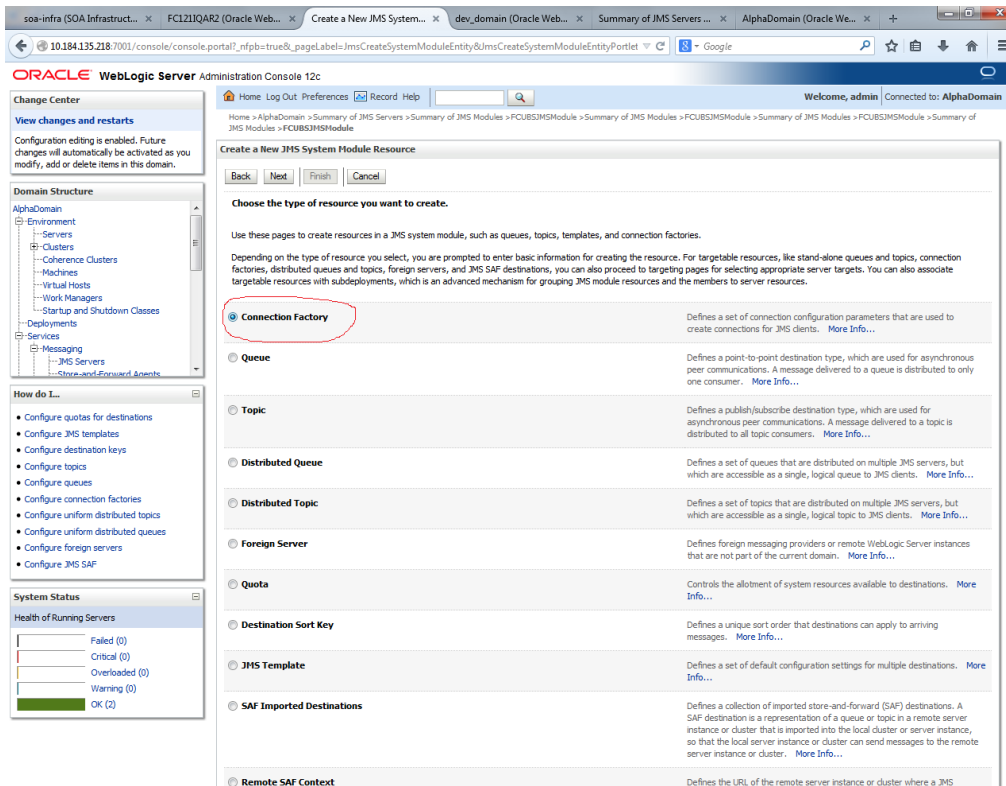 soa-infra (SOA Infrastruct... × FC121IQAR2 (Oracle Web... × Create a New JMS System... × dev_domain (Oracle Web... × Summary of JMS Servers ... × AlphaDomain (Oracle We... × +
10.184.135.218:7001/console/console.portal?_nfpb=true&_pageLabel=JmsCreateSystemModuleEntity&JmsCreateSystemModuleEntityPortlet
Google
ORACLE WebLogic Server Administration Console 12c
Change Center
View changes and restarts
Configuration editing is enabled. Future
changes will automatically be activated as you
modify, add or delete items in this domain.
Domain Structure
AlphaDomain
Environment
Servers
Clusters
Coherence Clusters
Machines
Virtual Hosts
Work Managers
Startup and Shutdown Classes
Deployments
Services
Messaging
JMS Servers
Store-and-Forward Agents
How do I...
Configure quotas for destinations
Configure JMS templates
Configure destination keys
Configure topics
Configure queues
Configure connection factories
Configure uniform distributed topics
Configure uniform distributed queues
Configure foreign servers
Configure JMS SAF
System Status
Health of Running Servers
Failed (0)
Critical (0)
Overloaded (0)
Warning (0)
OK (2)
Home Log Out Preferences Record Help
Welcome, admin Connected to: AlphaDomain
Home >AlphaDomain >Summary of JMS Servers >Summary of JMS Modules >FCUBSJMSModule >Summary of JMS Modules >FCUBSJMSModule >Summary of JMS Modules >FCUBSJMSModule >Summary of
JMS Modules >FCUBSJMSModule
Create a New JMS System Module Resource
Back Next Finish Cancel
Choose the type of resource you want to create.
Use these pages to create resources in a JMS system module, such as queues, topics, templates, and connection factories.
Depending on the type of resource you select, you are prompted to enter basic information for creating the resource. For targetable resources, like stand-alone queues and topics, connection
factories, distributed queues and topics, foreign servers, and JMS SAF destinations, you can also proceed to targeting pages for selecting appropriate server targets. You can also associate
targetable resources with subdeployments, which is an advanced mechanism for grouping JMS module resources and the members to server resources.
Connection Factory
Defines a set of connection configuration parameters that are used to
create connections for JMS clients. More Info...
Queue
Defines a point-to-point destination type, which are used for asynchronous
peer communications. A message delivered to a queue is distributed to only
one consumer. More Info...
Topic
Defines a publish/subscribe destination type, which are used for
asynchronous peer communications. A message delivered to a topic is
distributed to all topic consumers. More Info...
Distributed Queue
Defines a set of queues that are distributed on multiple JMS servers, but
which are accessible as a single, logical queue to JMS clients. More Info...
Distributed Topic
Defines a set of topics that are distributed on multiple JMS servers, but
which are accessible as a single, logical topic to JMS clients. More Info...
Foreign Server
Defines foreign messaging providers or remote WebLogic Server instances
that are not part of the current domain. More Info...
Quota
Controls the allotment of system resources available to destinations. More
Info...
Destination Sort Key
Defines a unique sort order that destinations can apply to arriving
messages. More Info...
JMS Template
Defines a set of default configuration settings for multiple destinations. More
Info...
SAF Imported Destinations
Defines a collection of imported store-and-forward (SAF) destinations. A
SAF destination is a representation of a queue or topic in a remote server
instance or cluster that is imported into the local cluster or server instance,
so that the local server instance or cluster can send messages to the remote
server instance or cluster. More Info...
Remote SAF Context
Defines the URL of the remote server instance or cluster where a JMS